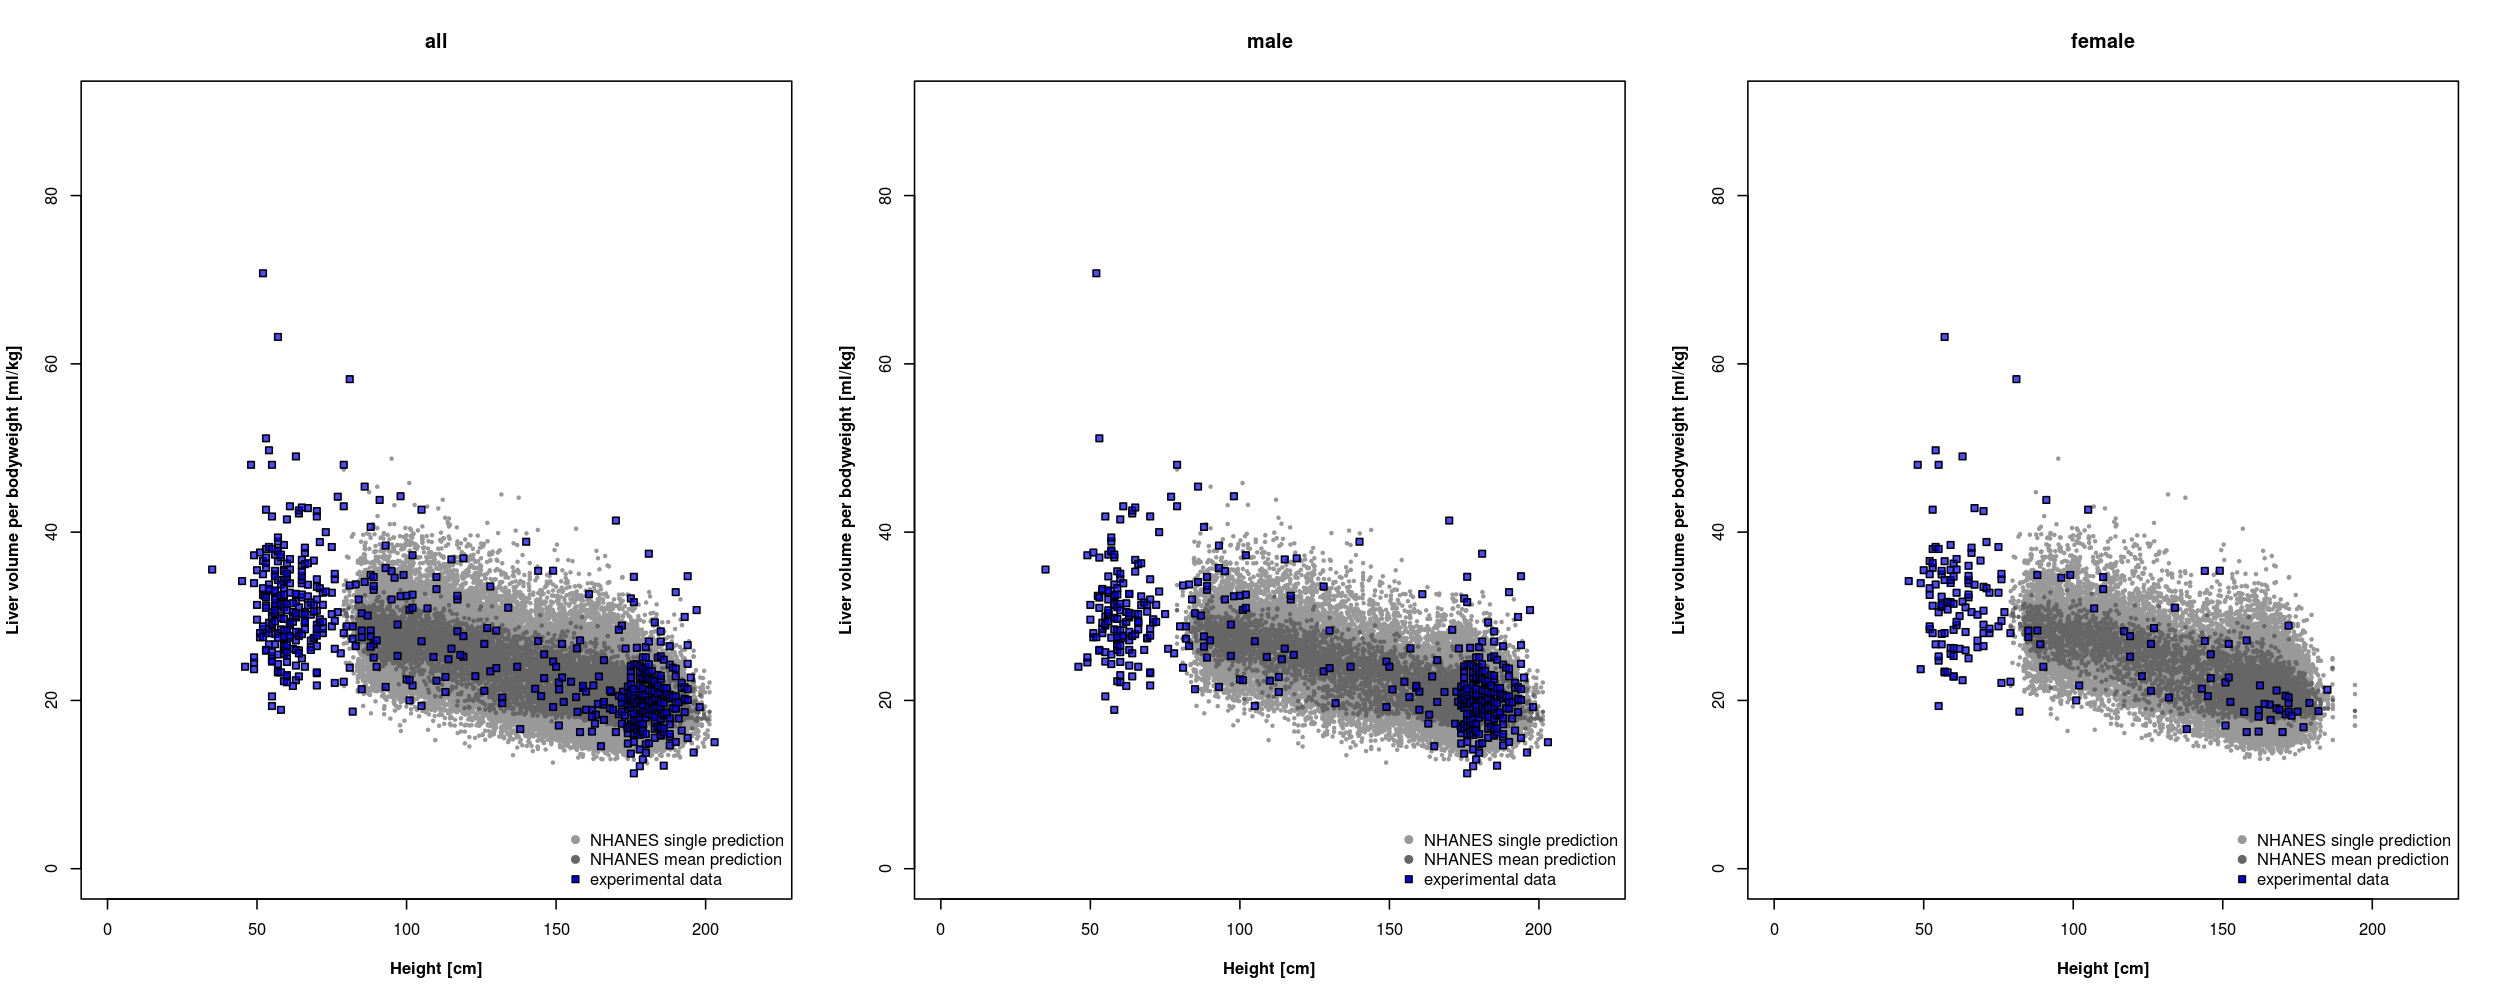 all
Liver volume per bodyweight [ml/kg]
80
60
40
20
0
NHANES single prediction
NHANES mean prediction
experimental data
0 50 100 150 200
Height [cm]
male
Liver volume per bodyweight [ml/kg]
80
60
40
20
0
NHANES single prediction
NHANES mean prediction
experimental data
0 50 100 150 200
Height [cm]
female
Liver volume per bodyweight [ml/kg]
80
60
40
20
0
NHANES single prediction
NHANES mean prediction
experimental data
0 50 100 150 200
Height [cm]